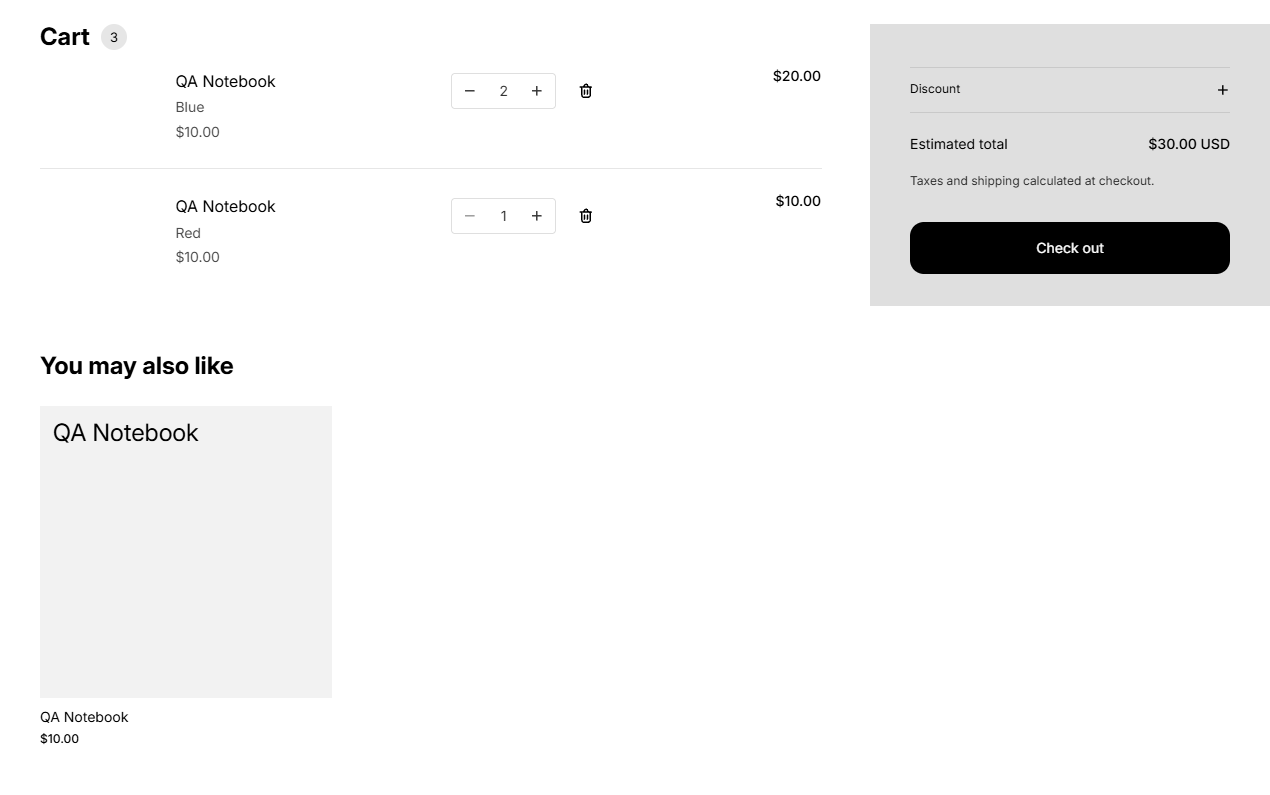 Cart 3
QA Notebook
Blue
$10.00
− 2 +
$20.00
QA Notebook
Red
$10.00
− 1 +
$10.00
Discount +
Estimated total $30.00 USD
Taxes and shipping calculated at checkout.
Check out
You may also like
QA Notebook
QA Notebook
$10.00